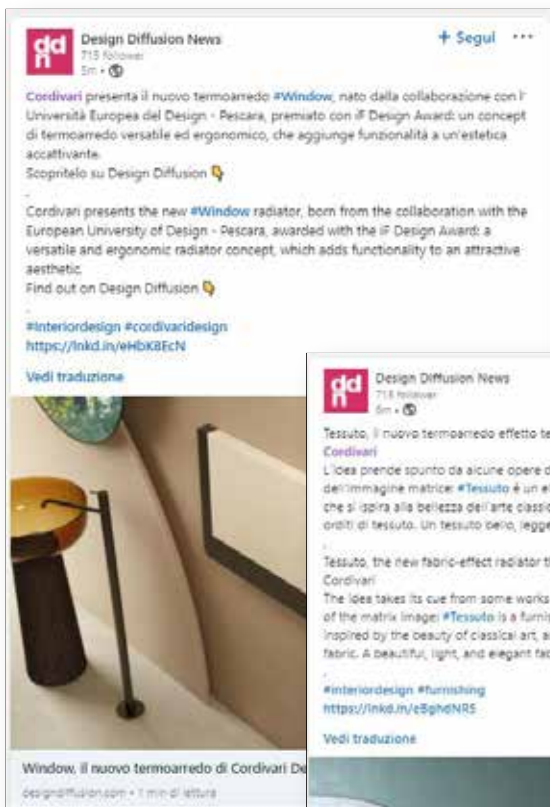 ddn
Design Diffusion News
715 follower
5m •
+ Segui ...
Cordivari presenta il nuovo termoarredo #Window, nato dalla collaborazione con l'
Università Europea del Design - Pescara, premiato con iF Design Award: un concept
di termoarredo versatile ed ergonomico, che aggiunge funzionalità a un'estetica
accattivante.
Scopritelo su Design Diffusion 👇
.
Cordivari presents the new #Window radiator, born from the collaboration with the
European University of Design - Pescara, awarded with the iF Design Award: a
versatile and ergonomic radiator concept, which adds functionality to an attractive
aesthetic.
Find out on Design Diffusion 👇
.
#interiordesign #cordivaridesign
https://lnkd.in/eHbK8EcN
Vedi traduzione
Window, il nuovo termoarredo di Cordivari De
designdiffusion.com • 1 min di lettura
ddn
Design Diffusion News
715 follower
6m •
Tessuto, il nuovo termoarredo effetto te
Cordivari
L'idea prende spunto da alcune opere d
dell'immagine matrice: #Tessuto è un el
che si ispira alla bellezza dell'arte classic
orditi di tessuto. Un tessuto bello, legge
.
Tessuto, the new fabric-effect radiator t
Cordivari
The idea takes its cue from some works
of the matrix image: #Tessuto is a furnis
inspired by the beauty of classical art, a
fabric. A beautiful, light, and elegant fab
.
#interiordesign #furnishing
https://lnkd.in/eBghdNRS
Vedi traduzione